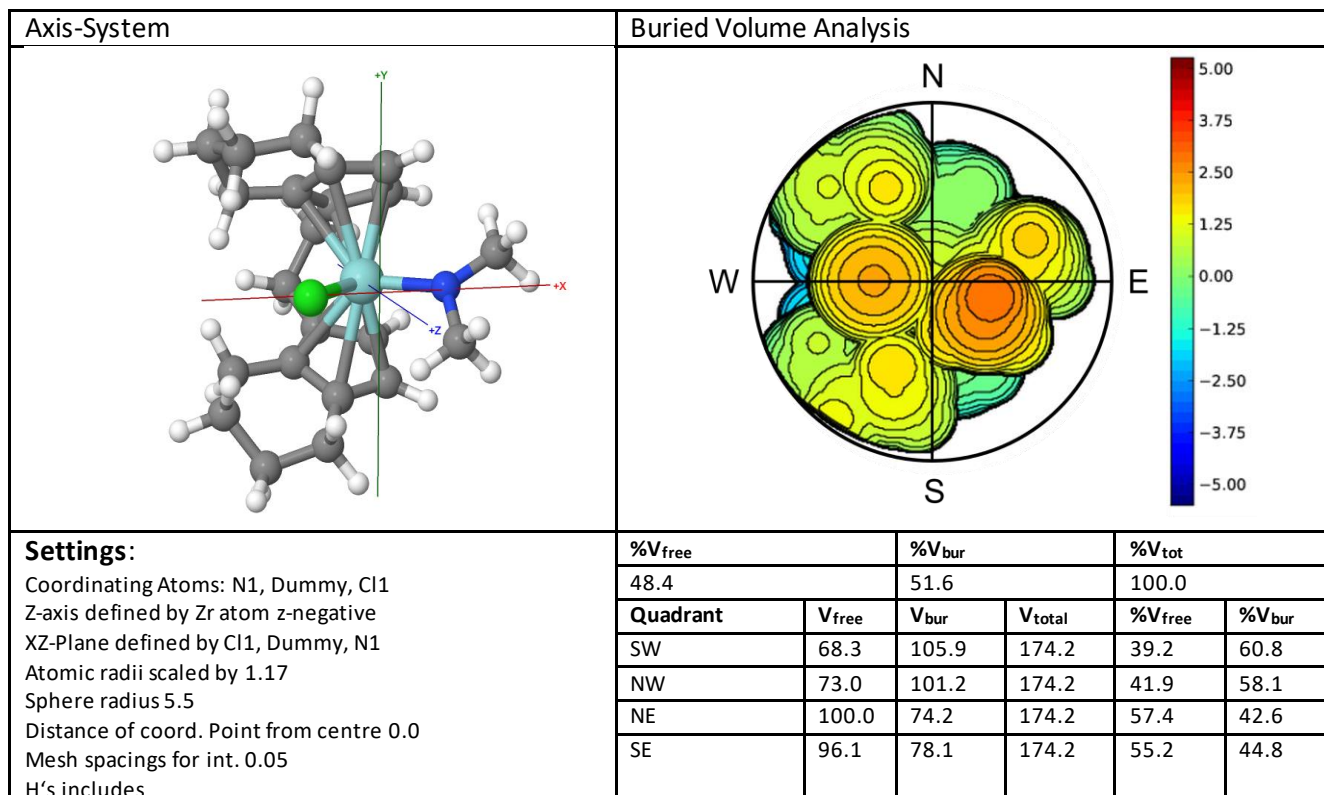 Axis-System
Buried Volume Analysis
+Y
+X
+Z
N
W
E
S
5.00
3.75
2.50
1.25
0.00
−1.25
−2.50
−3.75
−5.00
Settings:
Coordinating Atoms: N1, Dummy, Cl1
Z-axis defined by Zr atom z-negative
XZ-Plane defined by Cl1, Dummy, N1
Atomic radii scaled by 1.17
Sphere radius 5.5
Distance of coord. Point from centre 0.0
Mesh spacings for int. 0.05
H‘s includes
%Vfree %Vbur %Vtot
48.4 51.6 100.0
Quadrant Vfree Vbur Vtotal %Vfree %Vbur
SW 68.3 105.9 174.2 39.2 60.8
NW 73.0 101.2 174.2 41.9 58.1
NE 100.0 74.2 174.2 57.4 42.6
SE 96.1 78.1 174.2 55.2 44.8